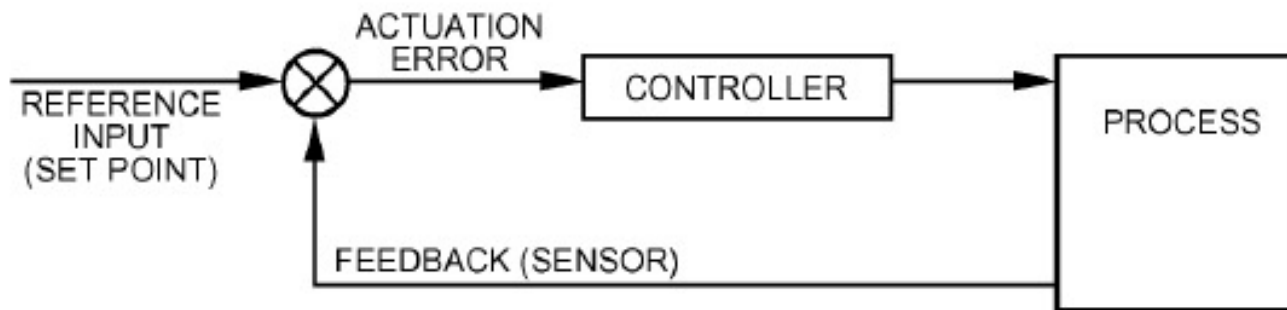 ACTUATION
ERROR
CONTROLLER
PROCESS
REFERENCE
INPUT
(SET POINT)
FEEDBACK (SENSOR)